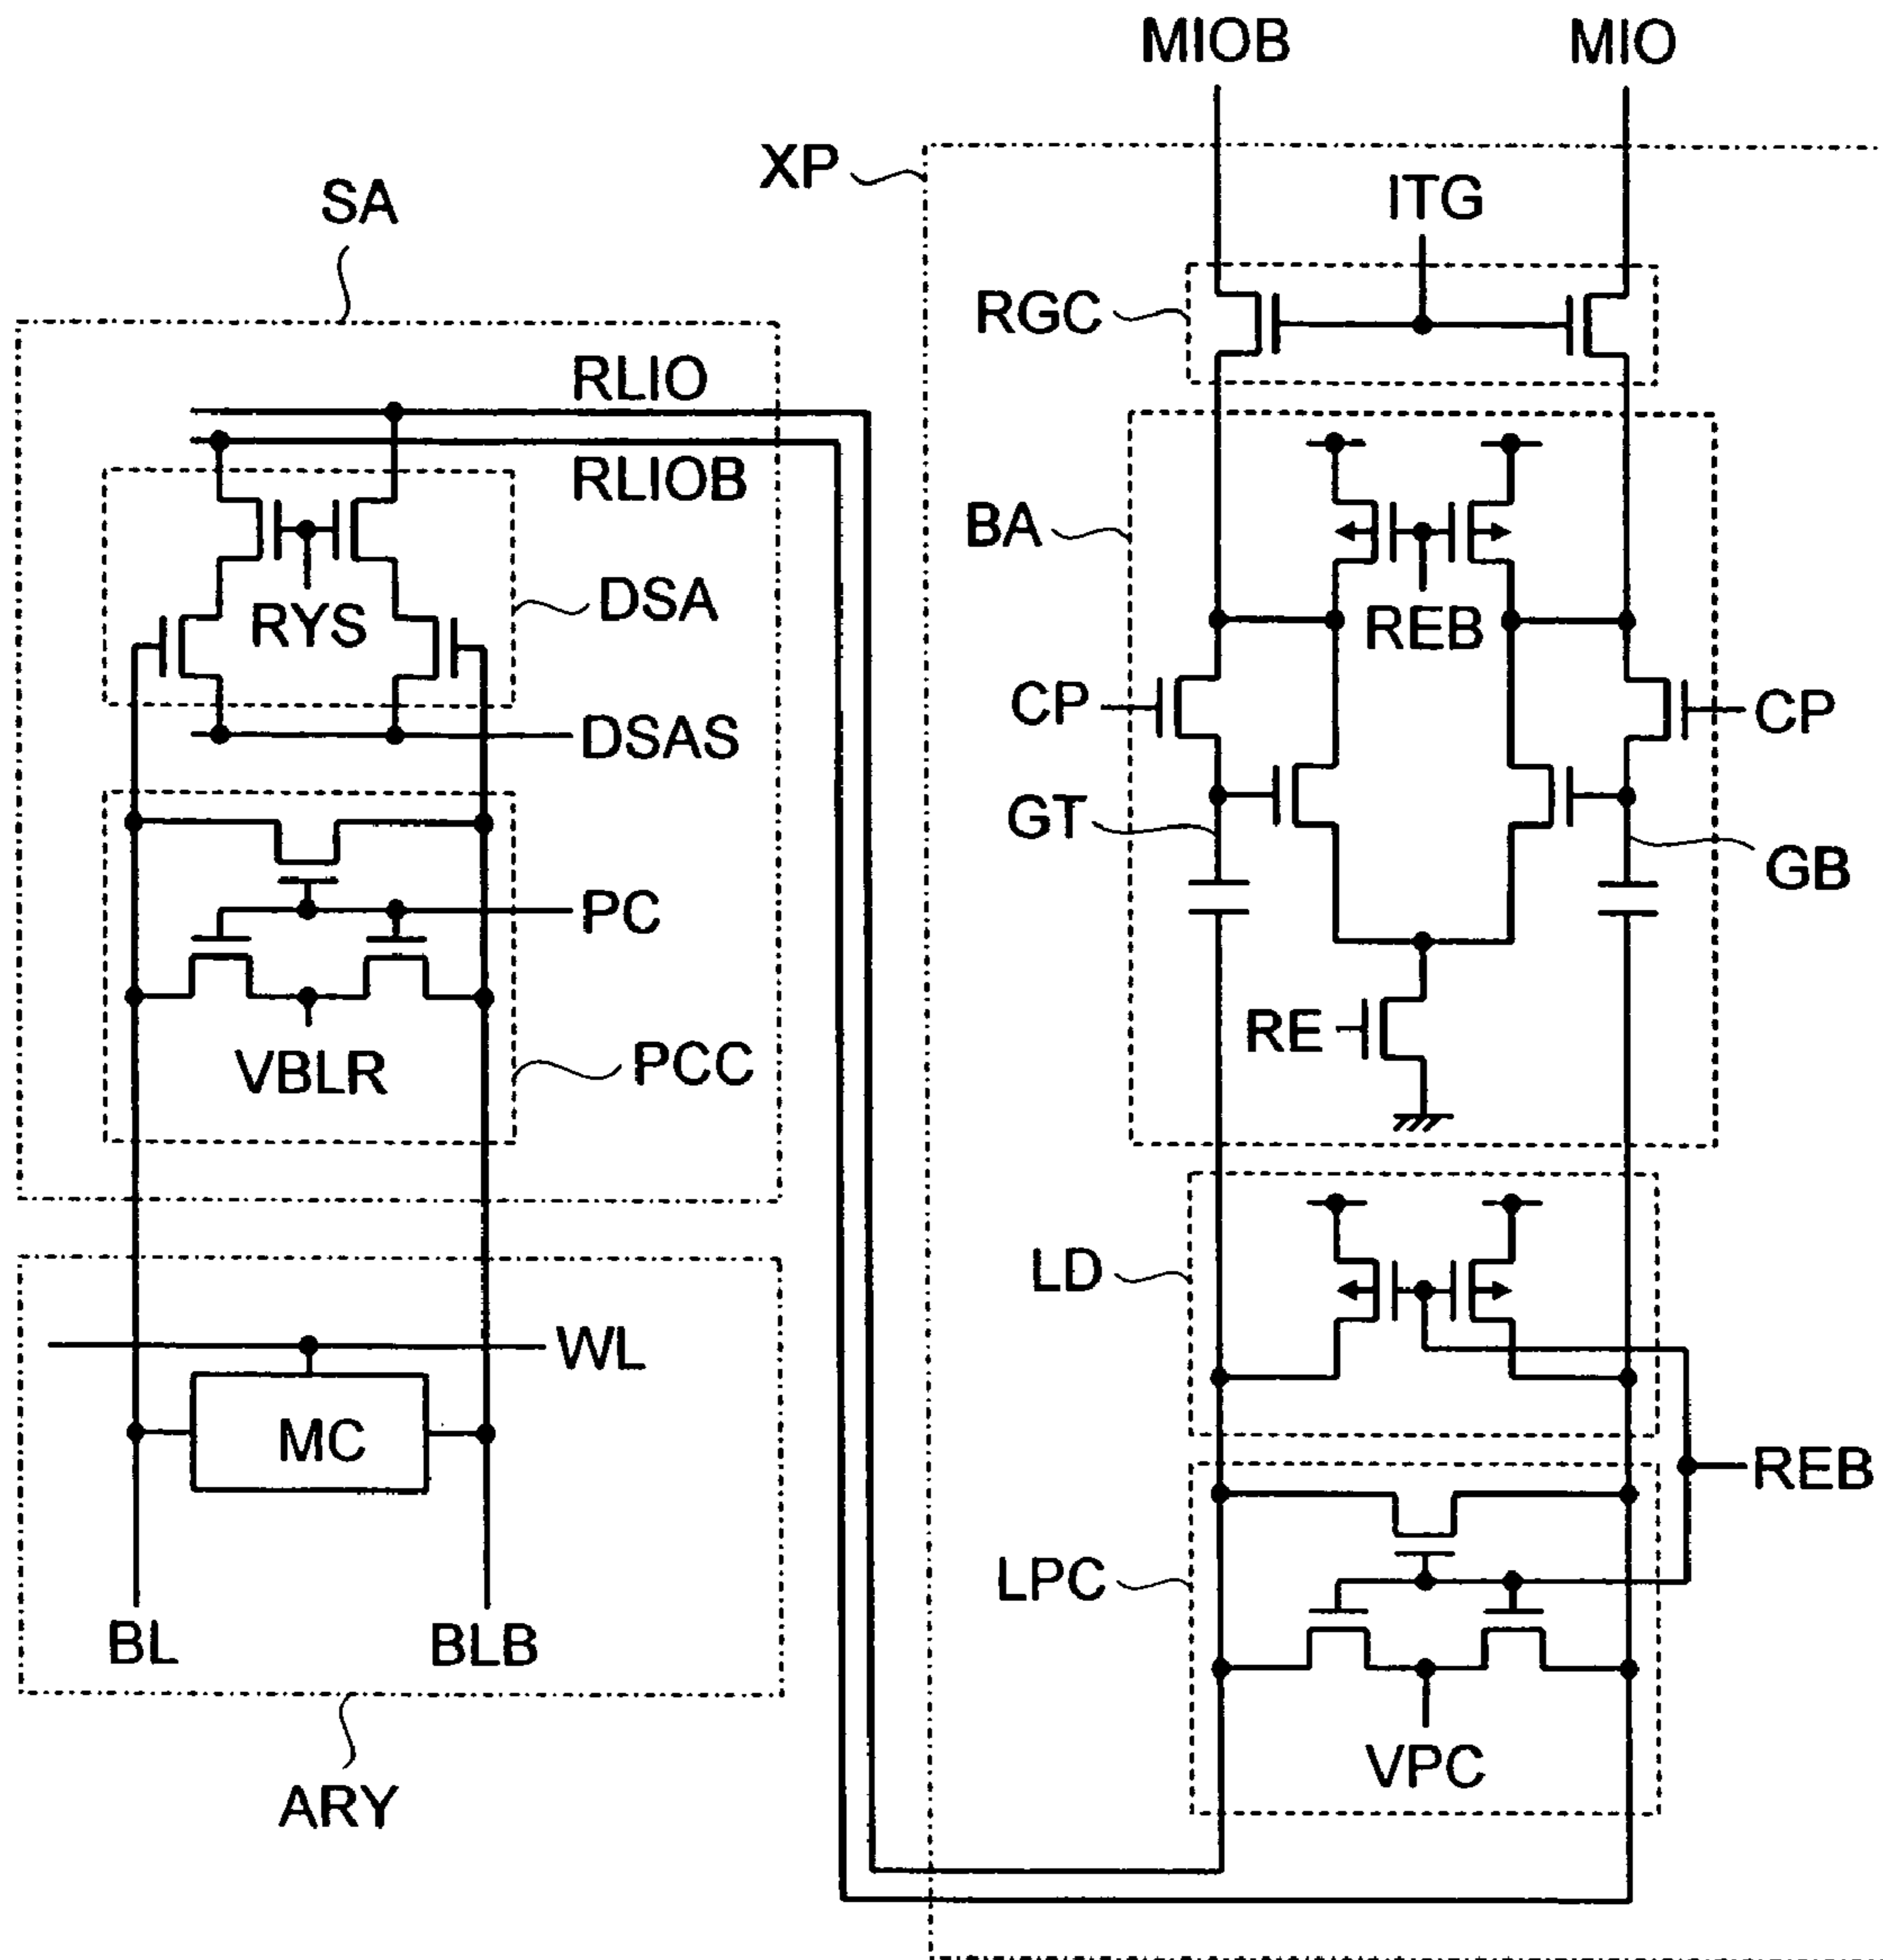 MIOB
MIO
XP
ITG
SA
RGC
RLIO
RLIOB
BA
RYS
DSA
REB
CP
CP
DSAS
GT
GB
PC
RE
VBLR
PCC
LD
WL
MC
REB
LPC
BL
BLB
VPC
ARY